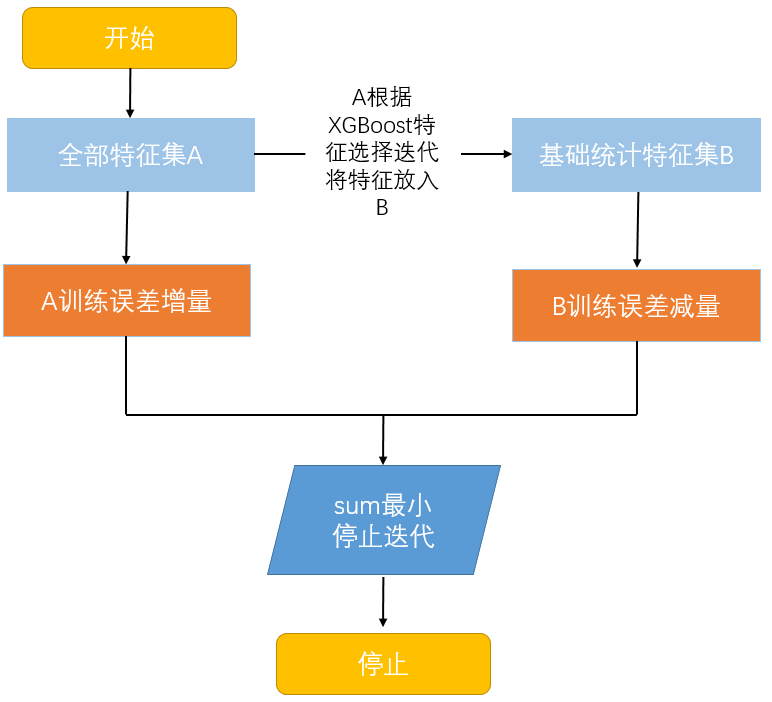 开始
全部特征集A
A根据
XGBoost特
征选择迭代
将特征放入
B
基础统计特征集B
A训练误差增量
B训练误差减量
sum最小
停止迭代
停止